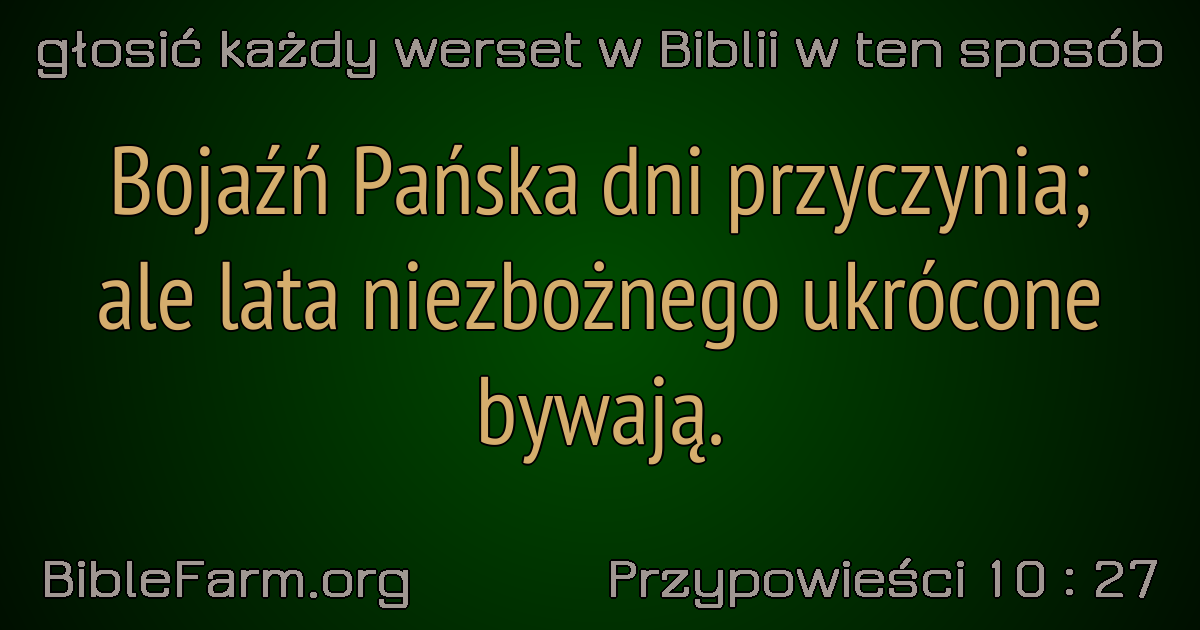 głosić każdy werset w Biblii w ten sposób
Bojaźń Pańska dni przyczynia;
ale lata niezbożnego ukrócone
bywają.
BibleFarm.org
Przypowieści 10 : 27